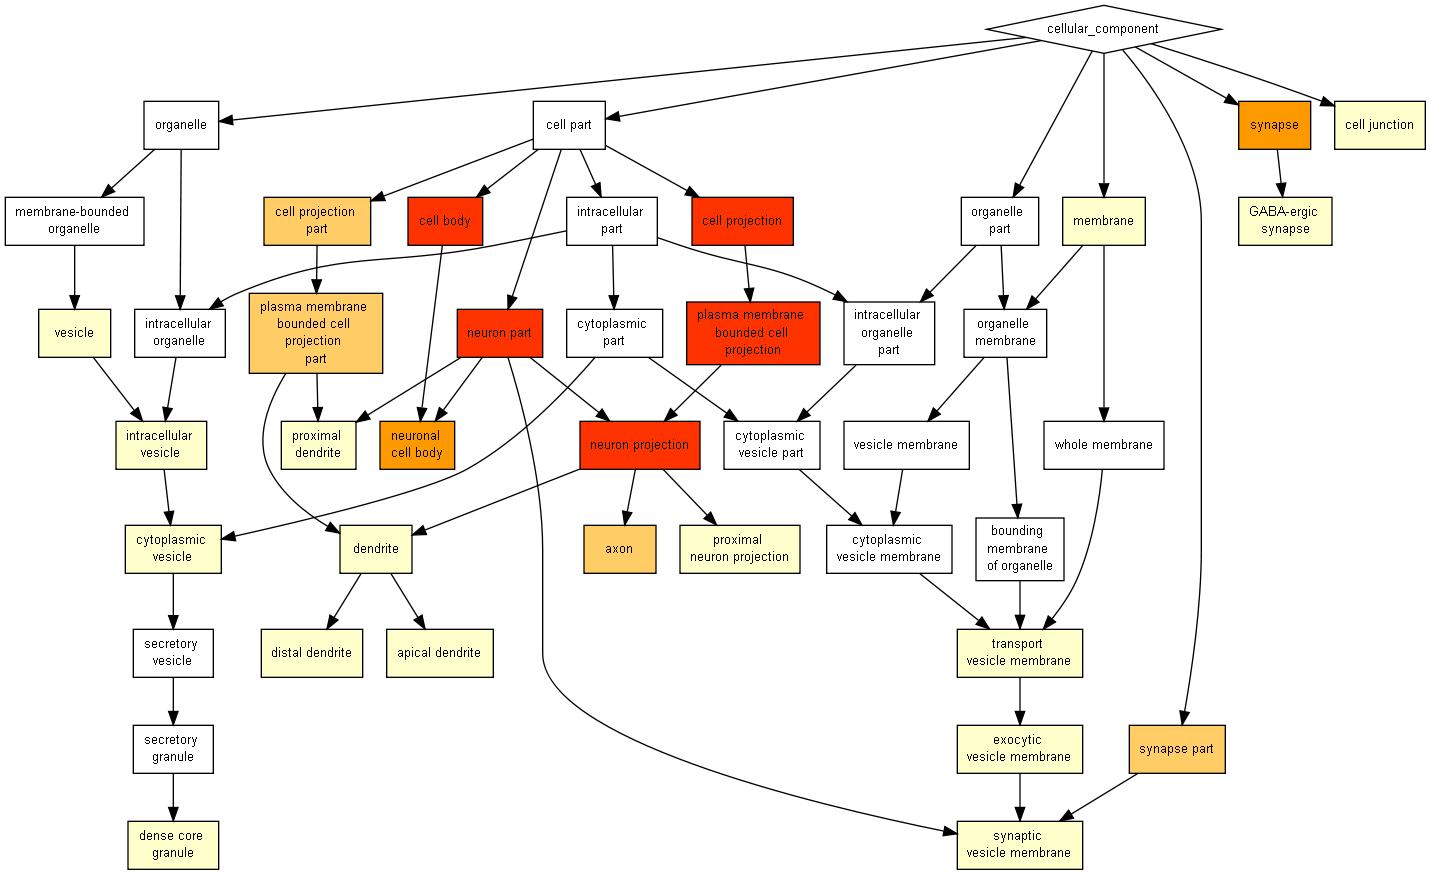 cellular_component
organelle
cell part
synapse
cell junction
membrane-bounded
organelle
cell projection
part
cell body
intracellular
part
cell projection
organelle
part
membrane
GABA-ergic
synapse
vesicle
intracellular
organelle
plasma membrane
bounded cell
projection
part
neuron part
cytoplasmic
part
plasma membrane
bounded cell
projection
intracellular
organelle
part
organelle
membrane
intracellular
vesicle
proximal
dendrite
neuronal
cell body
neuron projection
cytoplasmic
vesicle part
vesicle membrane
whole membrane
cytoplasmic
vesicle
dendrite
axon
proximal
neuron projection
cytoplasmic
vesicle membrane
bounding
membrane
of organelle
secretory
vesicle
distal dendrite
apical dendrite
transport
vesicle membrane
secretory
granule
exocytic
vesicle membrane
synapse part
dense core
granule
synaptic
vesicle membrane